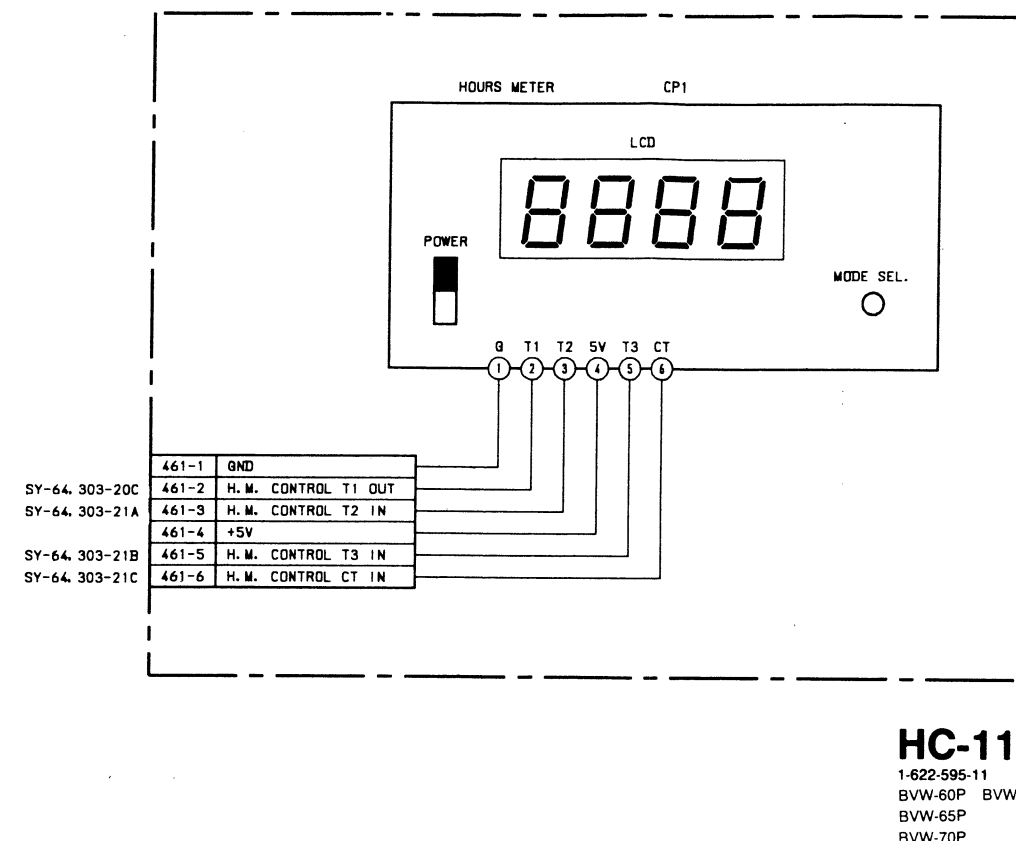 HOURS METER CP1
LCD
8888
POWER
MODE SEL.
G T1 T2 5V T3 CT
1 2 3 4 5 6
461-1 GND
SY-64. 303-20C 461-2 H.M. CONTROL T1 OUT
SY-64. 303-21A 461-3 H.M. CONTROL T2 IN
461-4 +5V
SY-64. 303-21B 461-5 H.M. CONTROL T3 IN
SY-64. 303-21C 461-6 H.M. CONTROL CT IN
HC-11
1-622-595-11
BVW-60P BVW
BVW-65P
BVW-70P